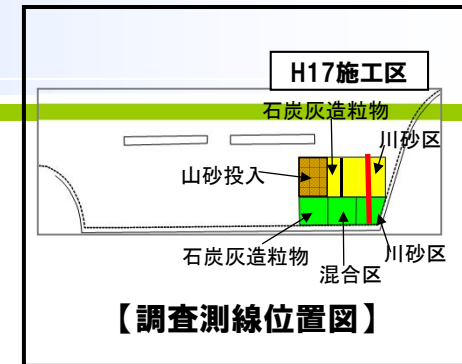 H17施工区
石炭灰造粒物
川砂区
山砂投入
石炭灰造粒物
川砂区
混合区
【調査測線位置図】